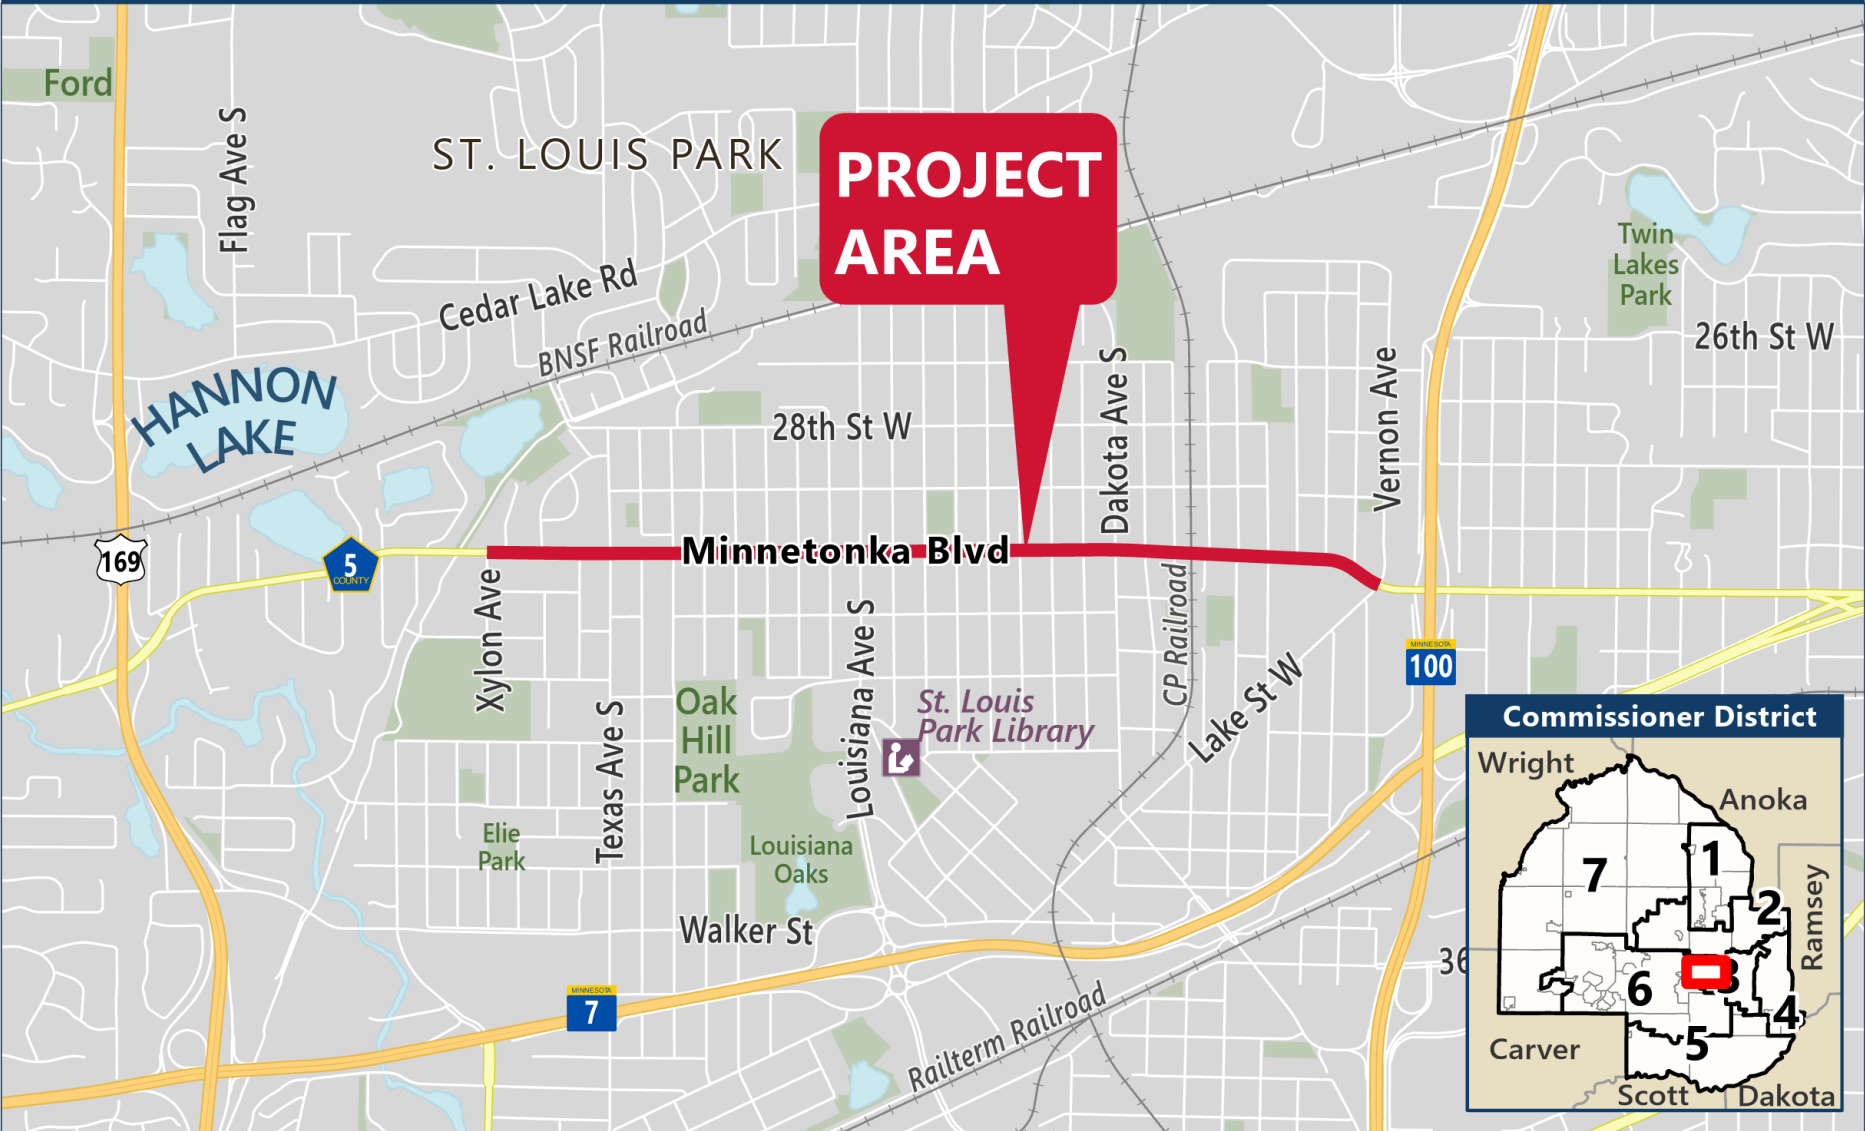 Ford
Flag Ave S
ST. LOUIS PARK
PROJECT
AREA
Twin
Lakes
Park
26th St W
Cedar Lake Rd
BNSF Railroad
HANNON
LAKE
28th St W
Dakota Ave S
Vernon Ave
169
5
COUNTY
Minnetonka Blvd
Xylon Ave
Louisiana Ave S
CP Railroad
Lake St W
MINNESOTA
100
Texas Ave S
Oak
Hill
Park
St. Louis
Park Library
Elie
Park
Louisiana
Oaks
Walker St
MINNESOTA
7
Railterm Railroad
36
Commissioner District
Wright
Anoka
Ramsey
1
7
2
3
6
4
5
Carver
Scott
Dakota